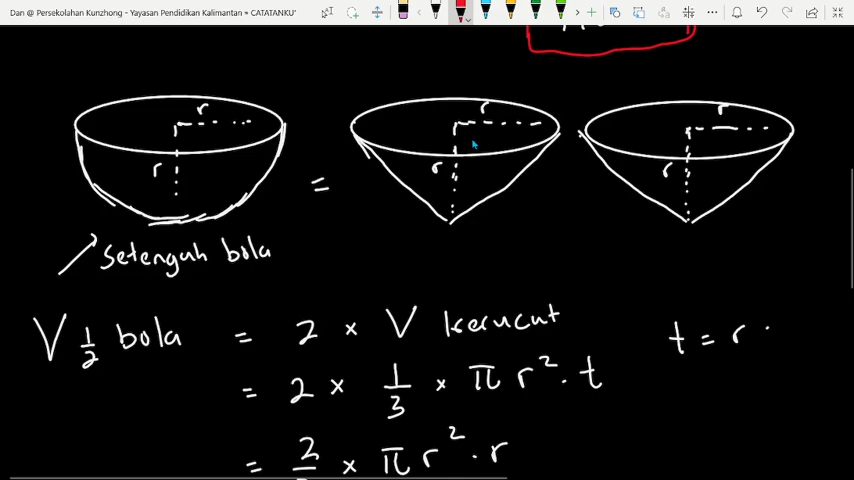 Dan @ Persekolahan Kunzhong - Yayasan Pendidikan Kalimantan » CATATANKU°
r r r
r = r r
Setengah bola
V 1/2 bola = 2 × V kerucut t = r .
= 2 × 1/3 × π r² . t
= 2 × π r² . r